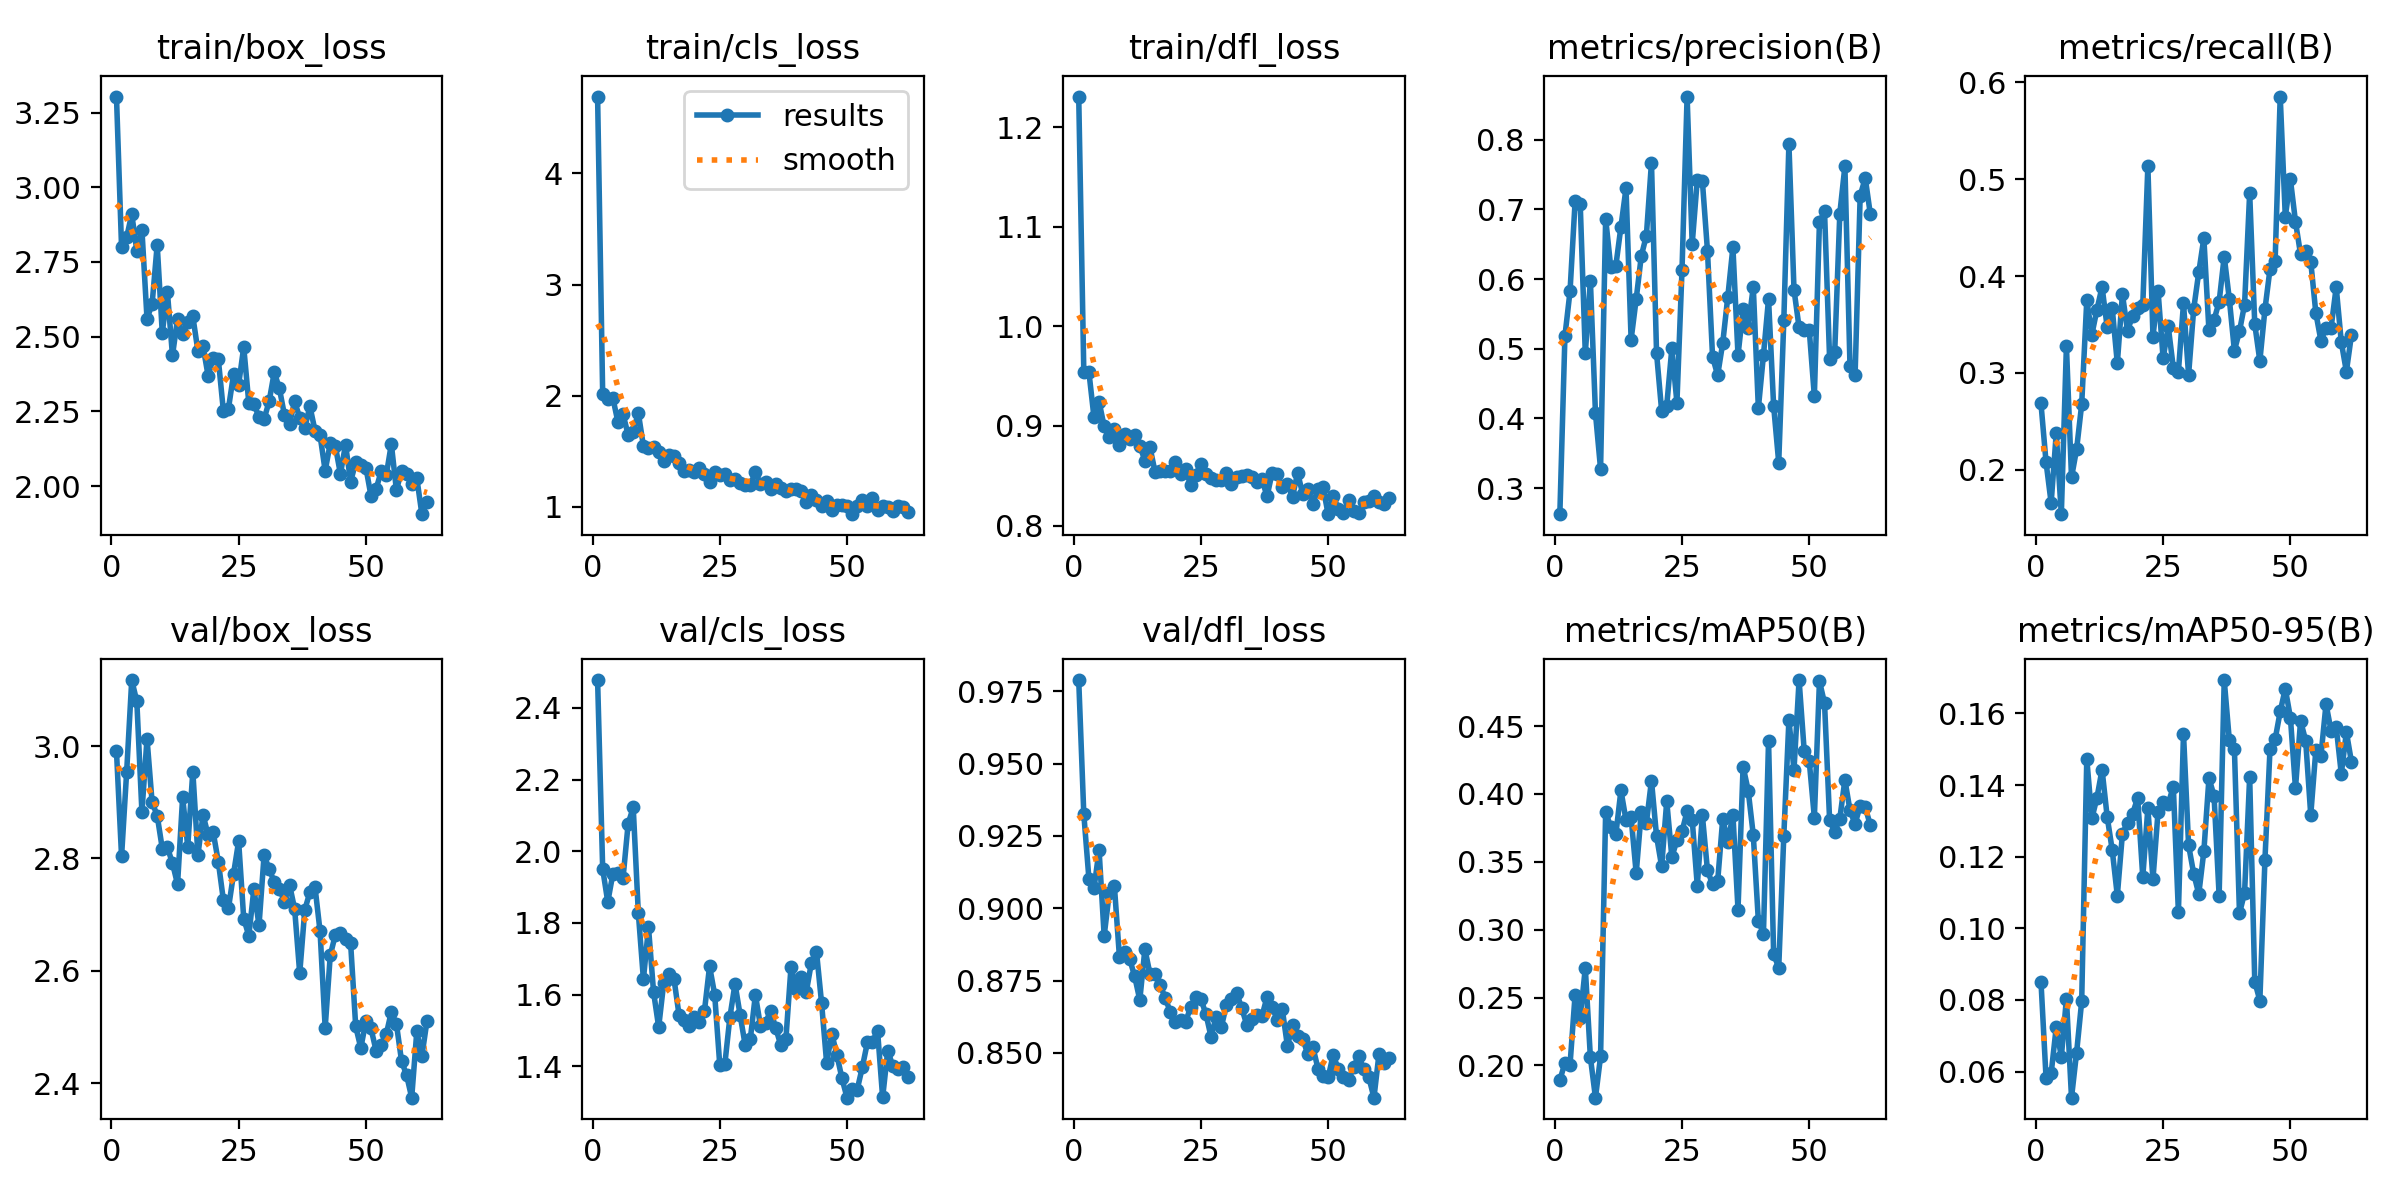 train/box_loss
3.25
3.00
2.75
2.50
2.25
2.00
0 25 50
train/cls_loss
results
smooth
4
3
2
1
0 25 50
train/dfl_loss
1.2
1.1
1.0
0.9
0.8
0 25 50
metrics/precision(B)
0.8
0.7
0.6
0.5
0.4
0.3
0 25 50
metrics/recall(B)
0.6
0.5
0.4
0.3
0.2
0 25 50
val/box_loss
3.0
2.8
2.6
2.4
0 25 50
val/cls_loss
2.4
2.2
2.0
1.8
1.6
1.4
0 25 50
val/dfl_loss
0.975
0.950
0.925
0.900
0.875
0.850
0 25 50
metrics/mAP50(B)
0.45
0.40
0.35
0.30
0.25
0.20
0 25 50
metrics/mAP50-95(B)
0.16
0.14
0.12
0.10
0.08
0.06
0 25 50